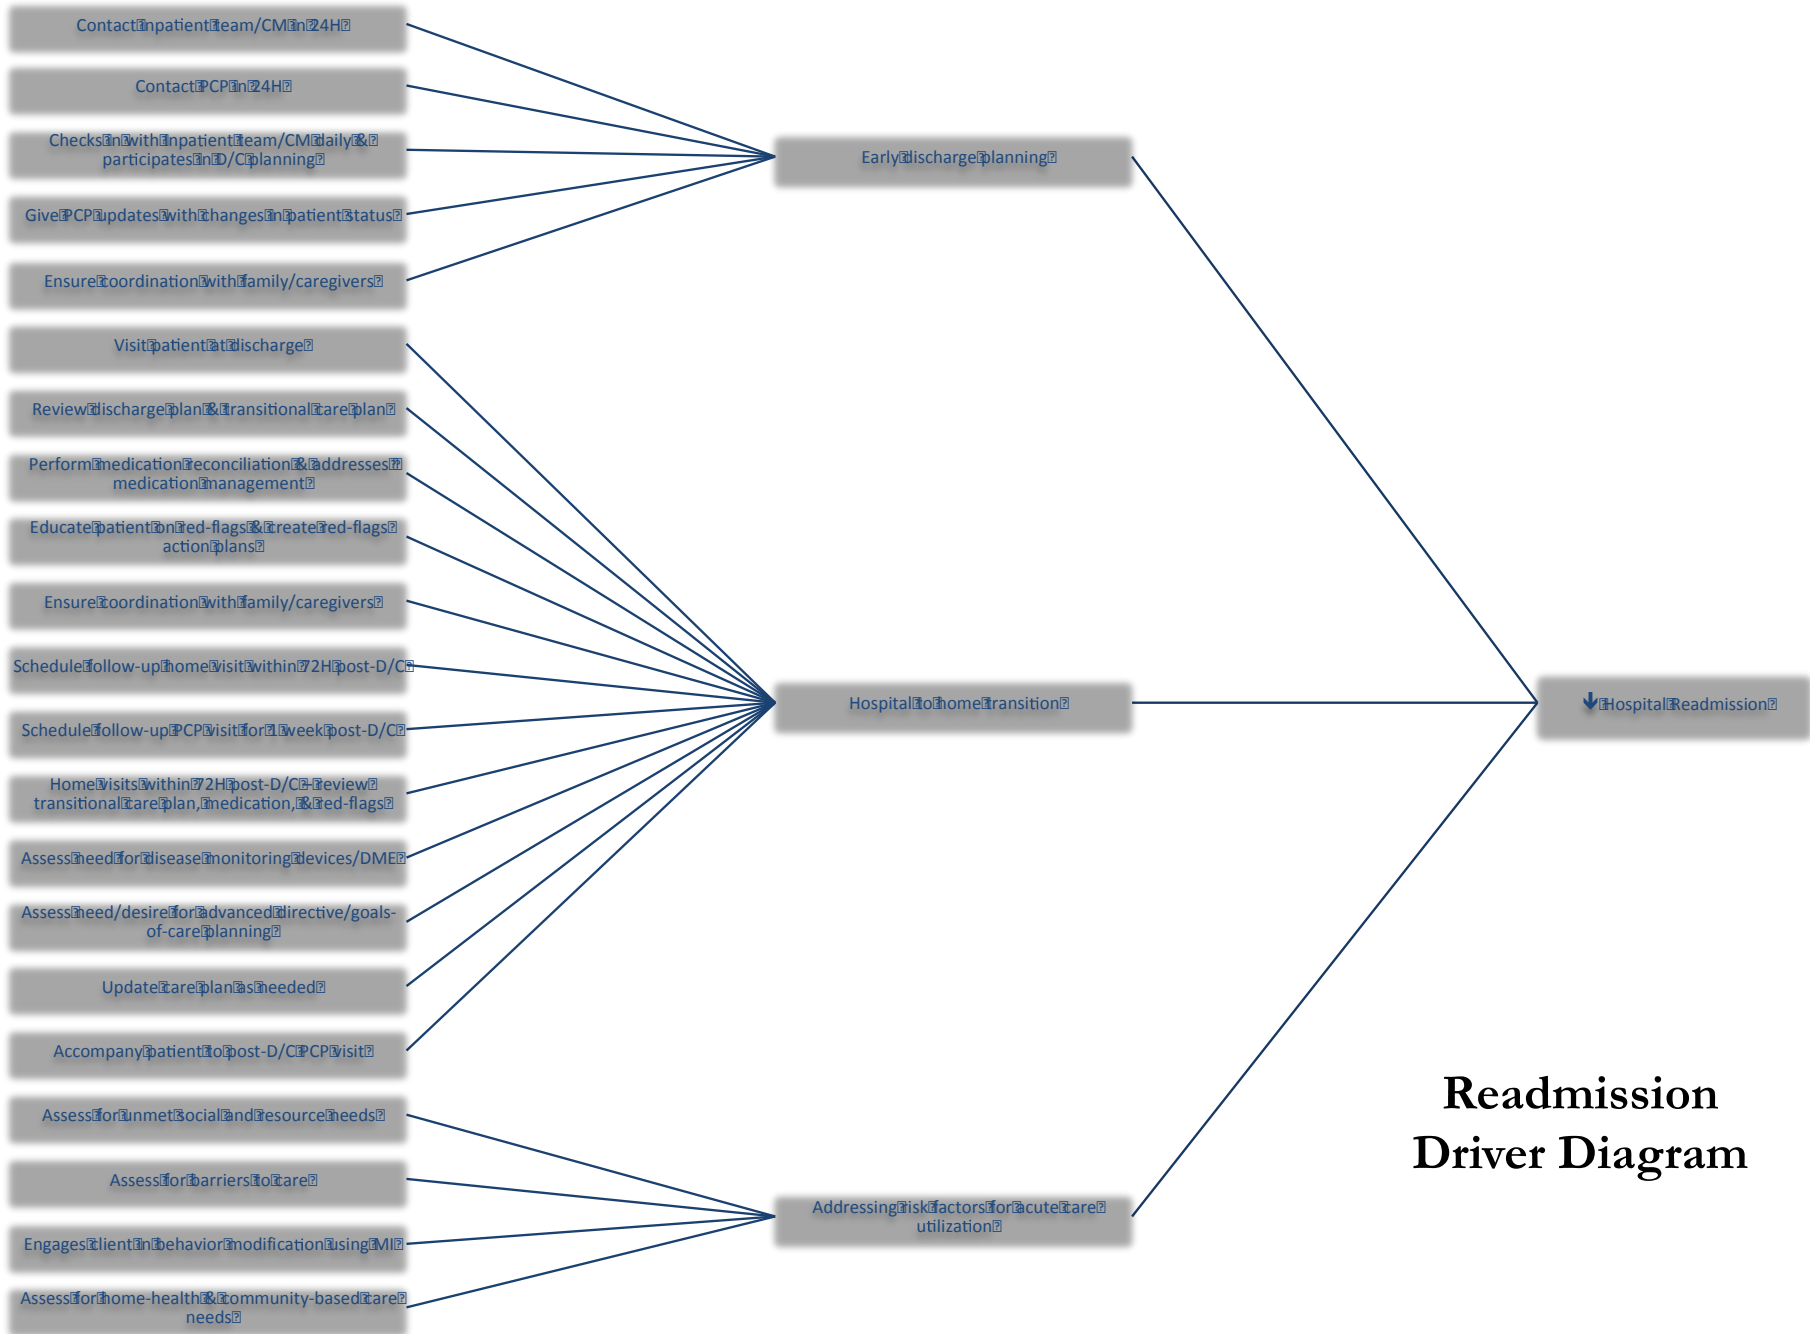 Contact inpatient team/CM in 24H
Contact PCP in 24H
Checks in with inpatient team/CM daily &
participates in D/C planning
Give PCP updates with changes in patient status
Ensure coordination with family/caregivers
Visit patient at discharge
Review discharge plan & transitional care plan
Perform medication reconciliation & addresses
medication management
Educate patient on red-flags & create red-flags
action plans
Ensure coordination with family/caregivers
Schedule follow-up home visit within 72H post-D/C
Schedule follow-up PCP visit for 1 week post-D/C
Home visits within 72H post-D/C – review
transitional care plan, medication, & red-flags
Assess need for disease monitoring devices/DME
Assess need/desire for advanced directive/goals-
of-care planning
Update care plan as needed
Accompany patient to post-D/C PCP visit
Assess for unmet social and resource needs
Assess for barriers to care
Engages client in behavior modification using MI
Assess for home-health & community-based care
needs
Early discharge planning
Hospital to home transition
Addressing risk factors for acute care
utilization
↓ Hospital Readmission
Readmission
Driver Diagram